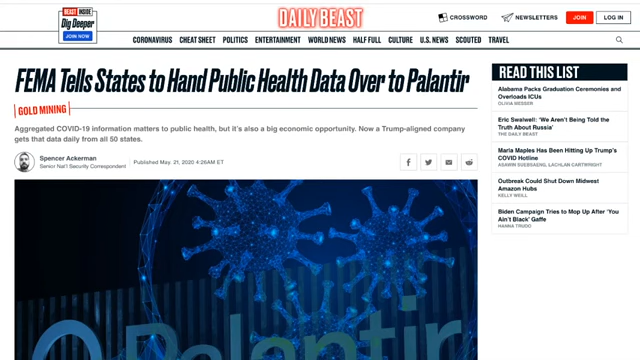 BEAST INSIDE
Dig
Deeper
JOIN NOW
DAILY BEAST
CROSSWORD
NEWSLETTERS
JOIN
LOG IN
CORONAVIRUS CHEAT SHEET POLITICS ENTERTAINMENT WORLD NEWS HALF FULL CULTURE U.S. NEWS SCOUTED TRAVEL
FEMA Tells States to Hand Public Health Data Over to Palantir
GOLD MINING
Aggregated COVID-19 information matters to public health, but it's also a big economic opportunity. Now a Trump-aligned company
gets that data daily from all 50 states.
Spencer Ackerman
Senior Nat'l Security Correspondent
Published May. 21, 2020 4:26AM ET
Palantir
READ THIS LIST
Alabama Packs Graduation Ceremonies and
Overloads ICUs
OLIVIA MESSER
Eric Swalwell: 'We Aren't Being Told the
Truth About Russia'
THE DAILY BEAST
Maria Maples Has Been Hitting Up Trump's
COVID Hotline
ASAWIN SUEBSAENG, LACHLAN CARTWRIGHT
Outbreak Could Shut Down Midwest
Amazon Hubs
KELLY WEILL
Biden Campaign Tries to Mop Up After 'You
Ain't Black' Gaffe
HANNA TRUDO